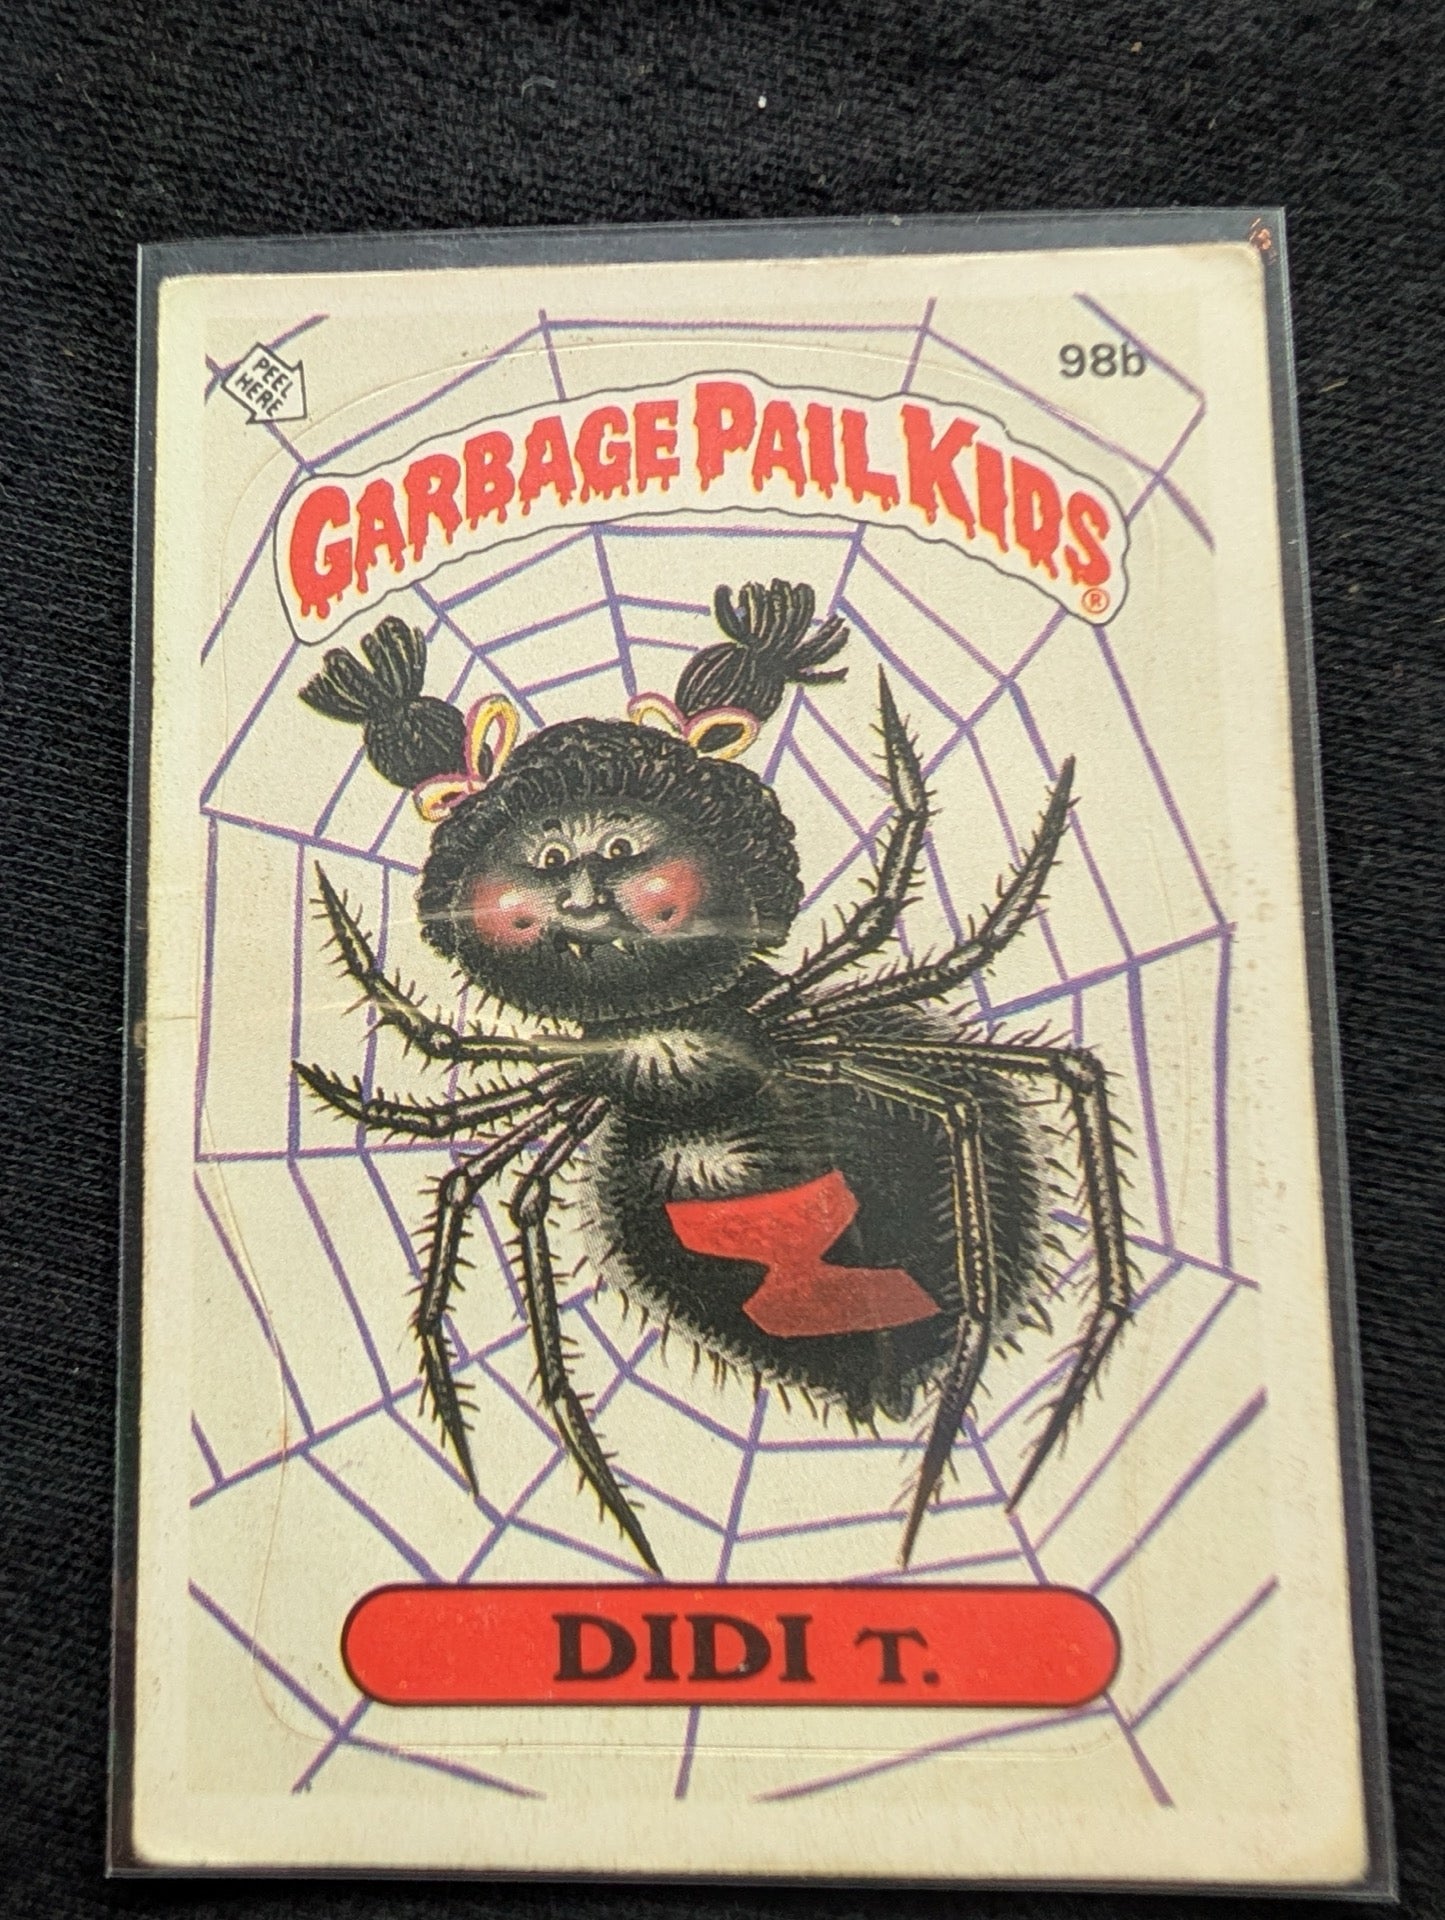 PEEL
HERE
98b
GARBAGE PAIL KIDS
®
DIDI T.